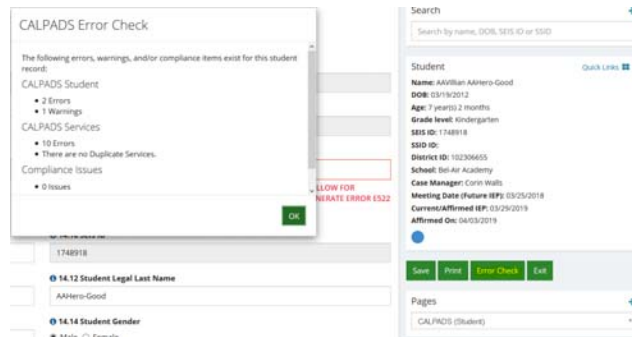 CALPADS Error Check
The following errors, warnings, and/or compliance items exist for this student
record:
CALPADS Student
2 Errors
1 Warnings
CALPADS Services
10 Errors
There are no Duplicate Services.
Compliance Issues
0 Issues
OK
LLOW FOR
NERATE ERROR E522
1748918
14.12 Student Legal Last Name
AAHero-Good
14.14 Student Gender
Male Female
Search
Search by name, DOB, SEIS ID or SSID
Student Quick Links
Name: AAVillian AAHero-Good
DOB: 03/19/2012
Age: 7 year(s) 2 months
Grade level: Kindergarten
SEIS ID: 1748918
SSID ID:
District ID: 102306655
School: Bel-Air Academy
Case Manager: Corin Walls
Meeting Date (Future IEP): 03/25/2018
Current/Affirmed IEP: 03/29/2019
Affirmed On: 04/03/2019
Save Print Error Check Exit
Pages
CALPADS (Student)